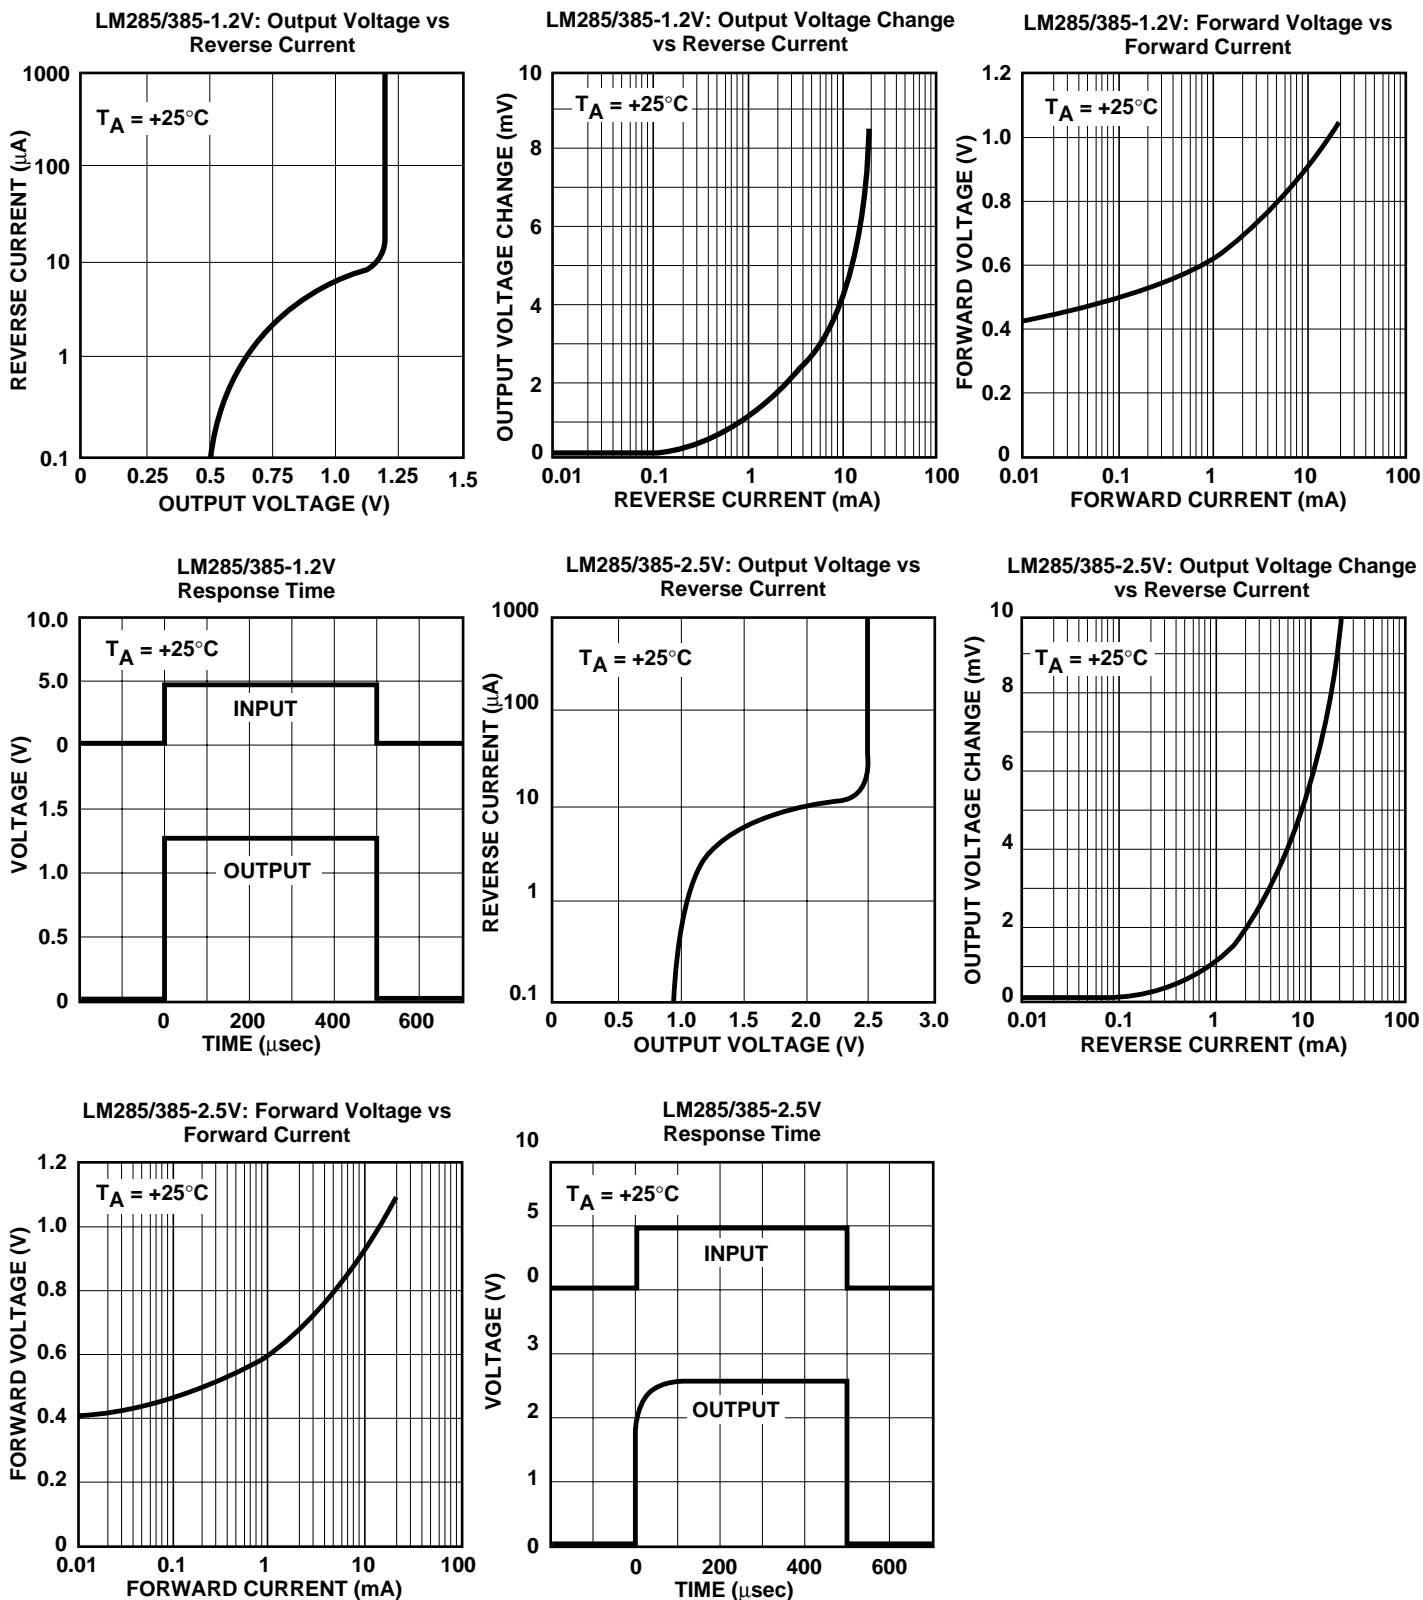 LM285/385-1.2V: Output Voltage vs
Reverse Current
1000
100
10
1
0.1
REVERSE CURRENT (μA)
TA = +25°C
0 0.25 0.5 0.75 1.0 1.25 1.5
OUTPUT VOLTAGE (V)
LM285/385-1.2V: Output Voltage Change
vs Reverse Current
10
8
6
4
2
0
OUTPUT VOLTAGE CHANGE (mV)
TA = +25°C
0.01 0.1 1 10 100
REVERSE CURRENT (mA)
LM285/385-1.2V: Forward Voltage vs
Forward Current
1.2
1.0
0.8
0.6
0.4
0.2
0
FORWARD VOLTAGE (V)
TA = +25°C
0.01 0.1 1 10 100
FORWARD CURRENT (mA)
LM285/385-1.2V
Response Time
10.0
5.0
0
1.5
1.0
0.5
0
VOLTAGE (V)
TA = +25°C
INPUT
OUTPUT
0 200 400 600
TIME (μsec)
LM285/385-2.5V: Output Voltage vs
Reverse Current
1000
100
10
1
0.1
REVERSE CURRENT (μA)
TA = +25°C
0 0.5 1.0 1.5 2.0 2.5 3.0
OUTPUT VOLTAGE (V)
LM285/385-2.5V: Output Voltage Change
vs Reverse Current
10
8
6
4
2
0
OUTPUT VOLTAGE CHANGE (mV)
TA = +25°C
0.01 0.1 1 10 100
REVERSE CURRENT (mA)
LM285/385-2.5V: Forward Voltage vs
Forward Current
1.2
1.0
0.8
0.6
0.4
0.2
0
FORWARD VOLTAGE (V)
TA = +25°C
0.01 0.1 1 10 100
FORWARD CURRENT (mA)
LM285/385-2.5V
Response Time
10
5
0
3
2
1
0
VOLTAGE (V)
TA = +25°C
INPUT
OUTPUT
0 200 400 600
TIME (μsec)